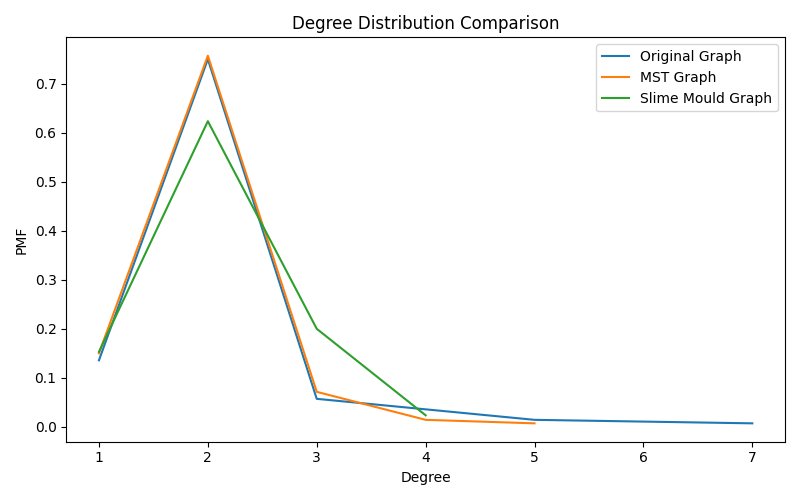 Degree Distribution Comparison
Original Graph
MST Graph
Slime Mould Graph
PMF
0.7
0.6
0.5
0.4
0.3
0.2
0.1
0.0
1 2 3 4 5 6 7
Degree